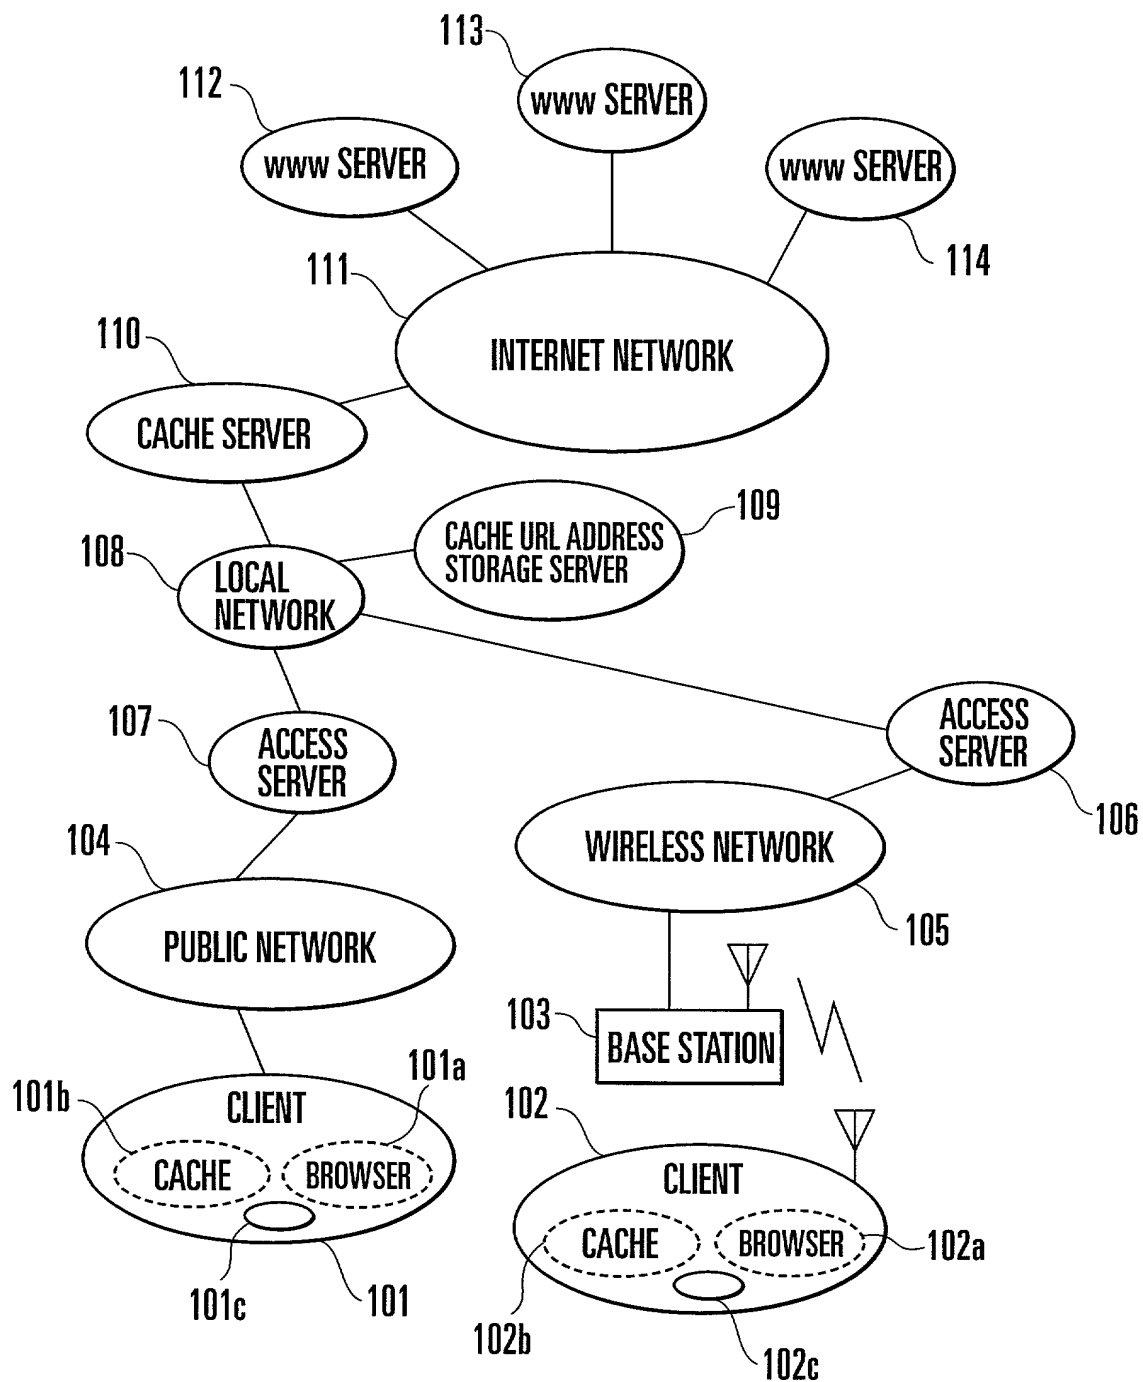 113
www SERVER
112
www SERVER
www SERVER
114
111
INTERNET NETWORK
110
CACHE SERVER
109
CACHE URL ADDRESS
STORAGE SERVER
108
LOCAL
NETWORK
107
ACCESS
SERVER
ACCESS
SERVER
106
104
PUBLIC NETWORK
WIRELESS NETWORK
105
103
BASE STATION
101a
101b
CLIENT
CACHE
BROWSER
101c
101
102
CLIENT
CACHE
BROWSER
102a
102b
102c